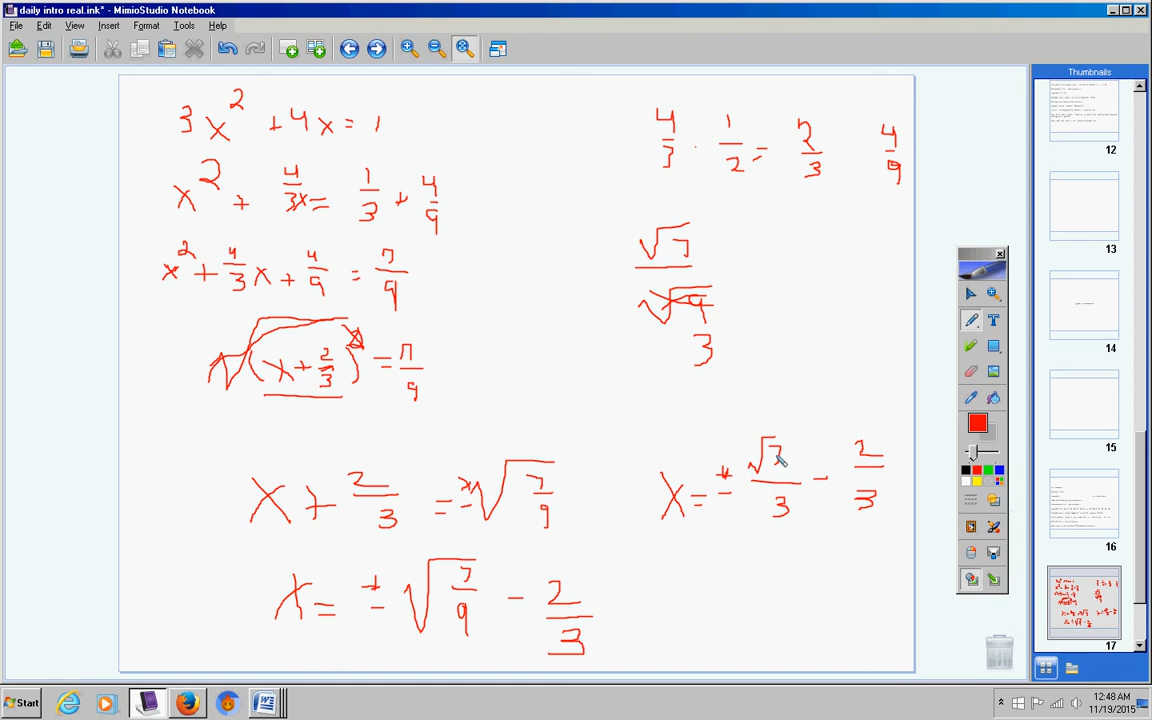 daily intro real.ink* - MimioStudio Notebook
File Edit View Insert Format Tools Help
3x² + 4x = 1
x² + 4/3x = 1/3 + 4/9
x² + 4/3 x + 4/9 = 7/9
√(x + 2/3)² = 7/9
x + 2/3 = ±√7/9
x = ± √7/9 - 2/3
4/3 · 1/2 = 2/3 4/9
√7
√9
3
x = ± √7/3 - 2/3
Thumbnails
12
13
14
15
16
17
Start
12:48 AM
11/19/2015